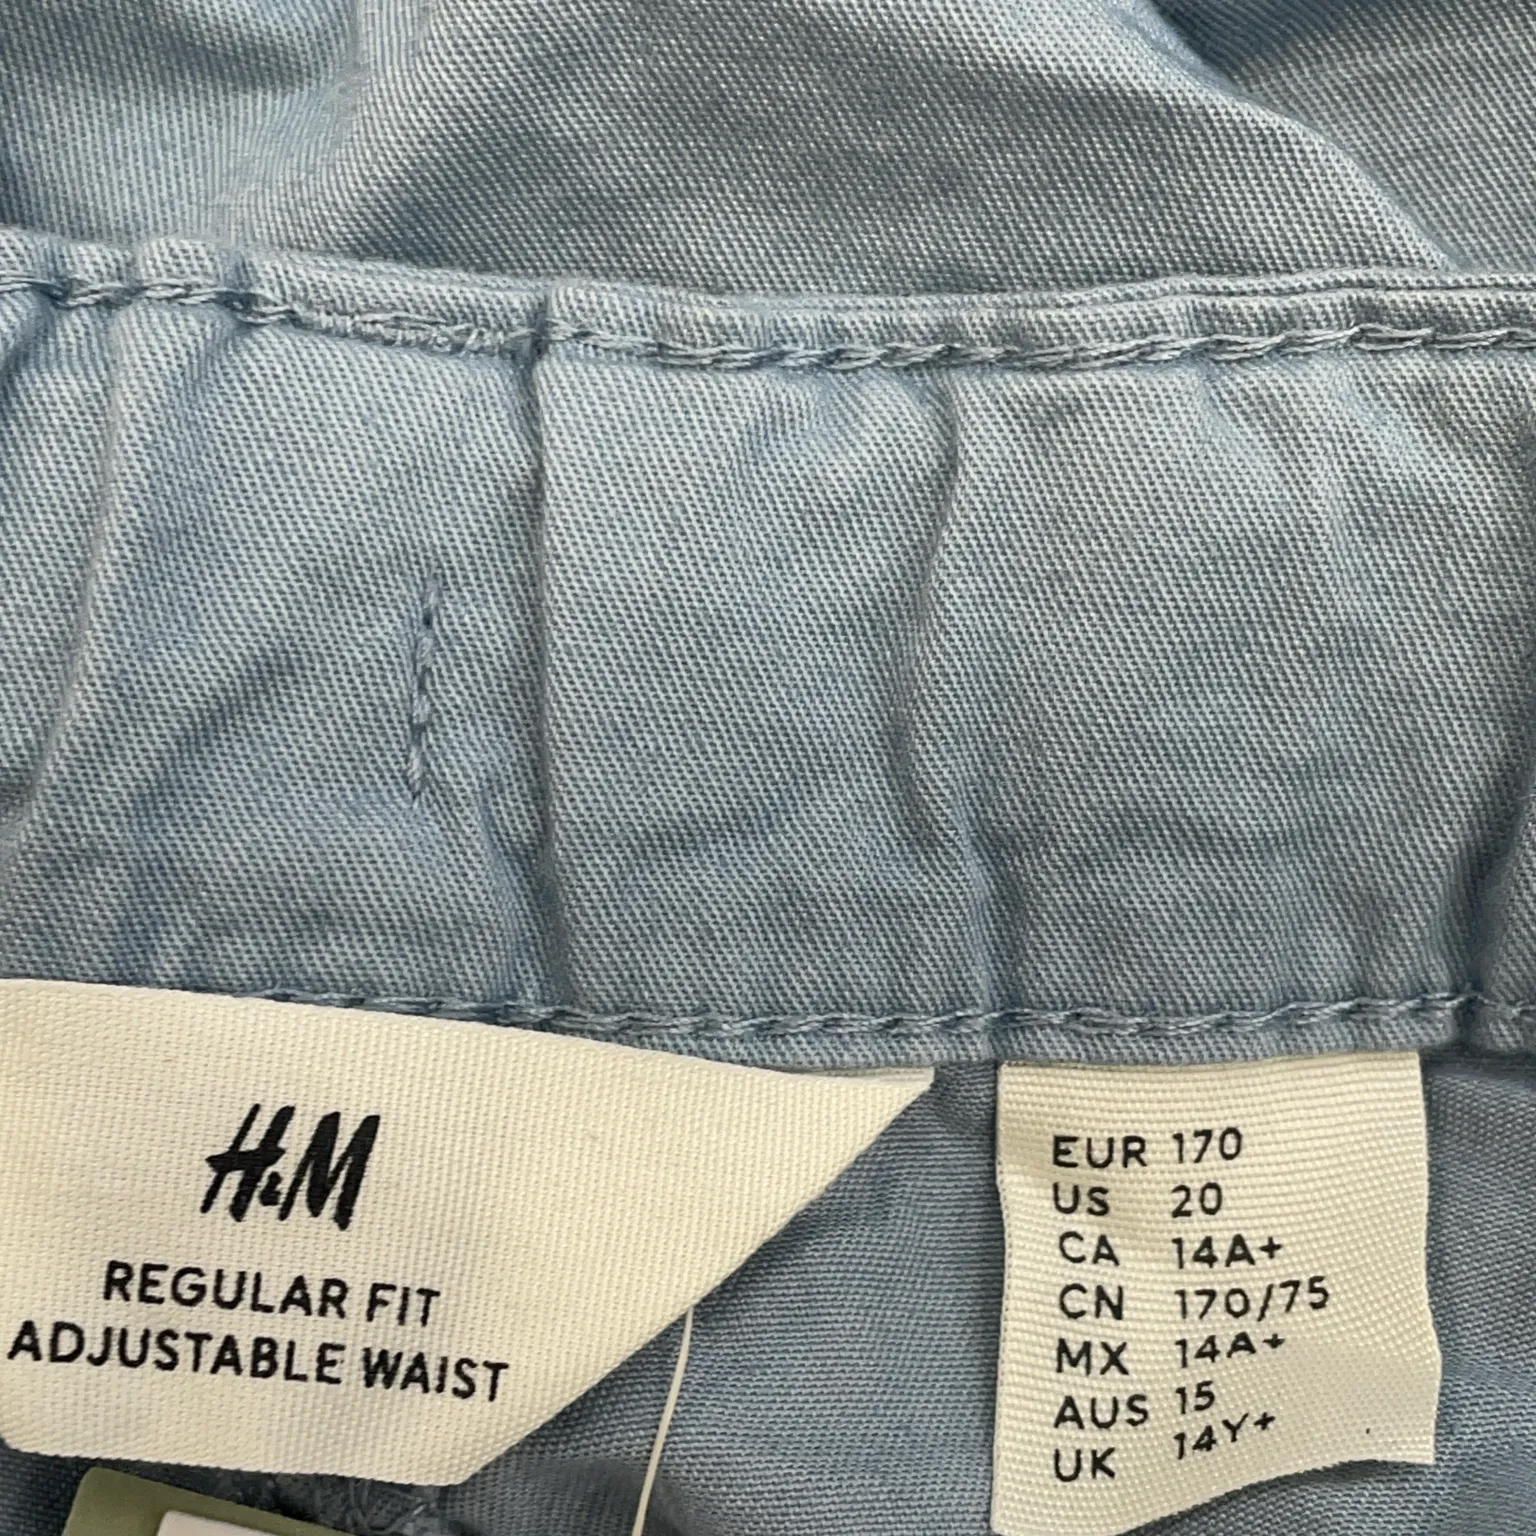 H&M
REGULAR FIT
ADJUSTABLE WAIST
EUR 170
US 20
CA 14A+
CN 170/75
MX 14A+
AUS 15
UK 14Y+